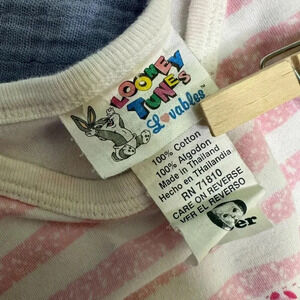 LOONEY
TUNES
Lovables™
100% Cotton
100% Algodon
Made in Thailand
Hecho en THailandia
RN 71810
CARE ON REVERSE
VER EL REVERSO